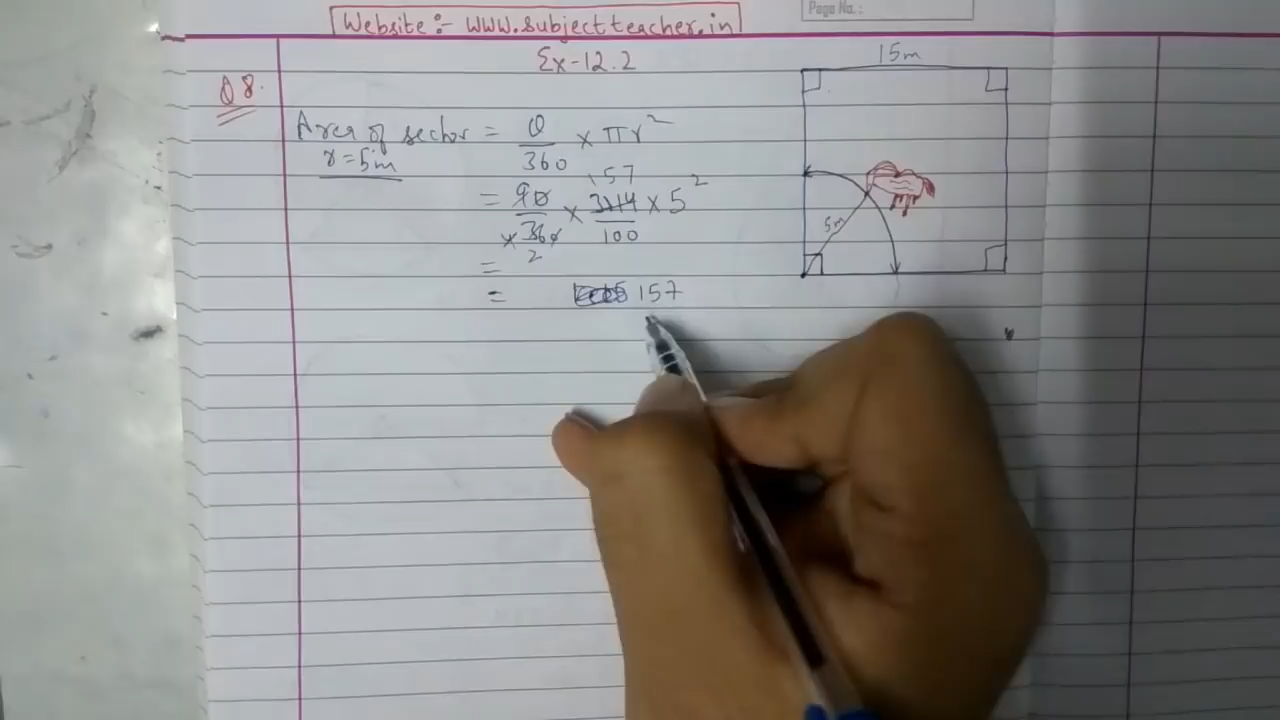 Page No.:
Website :- www.subjectteacher.in
Ex-12.2
15m
Q8.
Area of sector = θ/360 × πr²
r = 5m
157
= 90/360 × 314/100 × 5²
2
5m
=
= 157